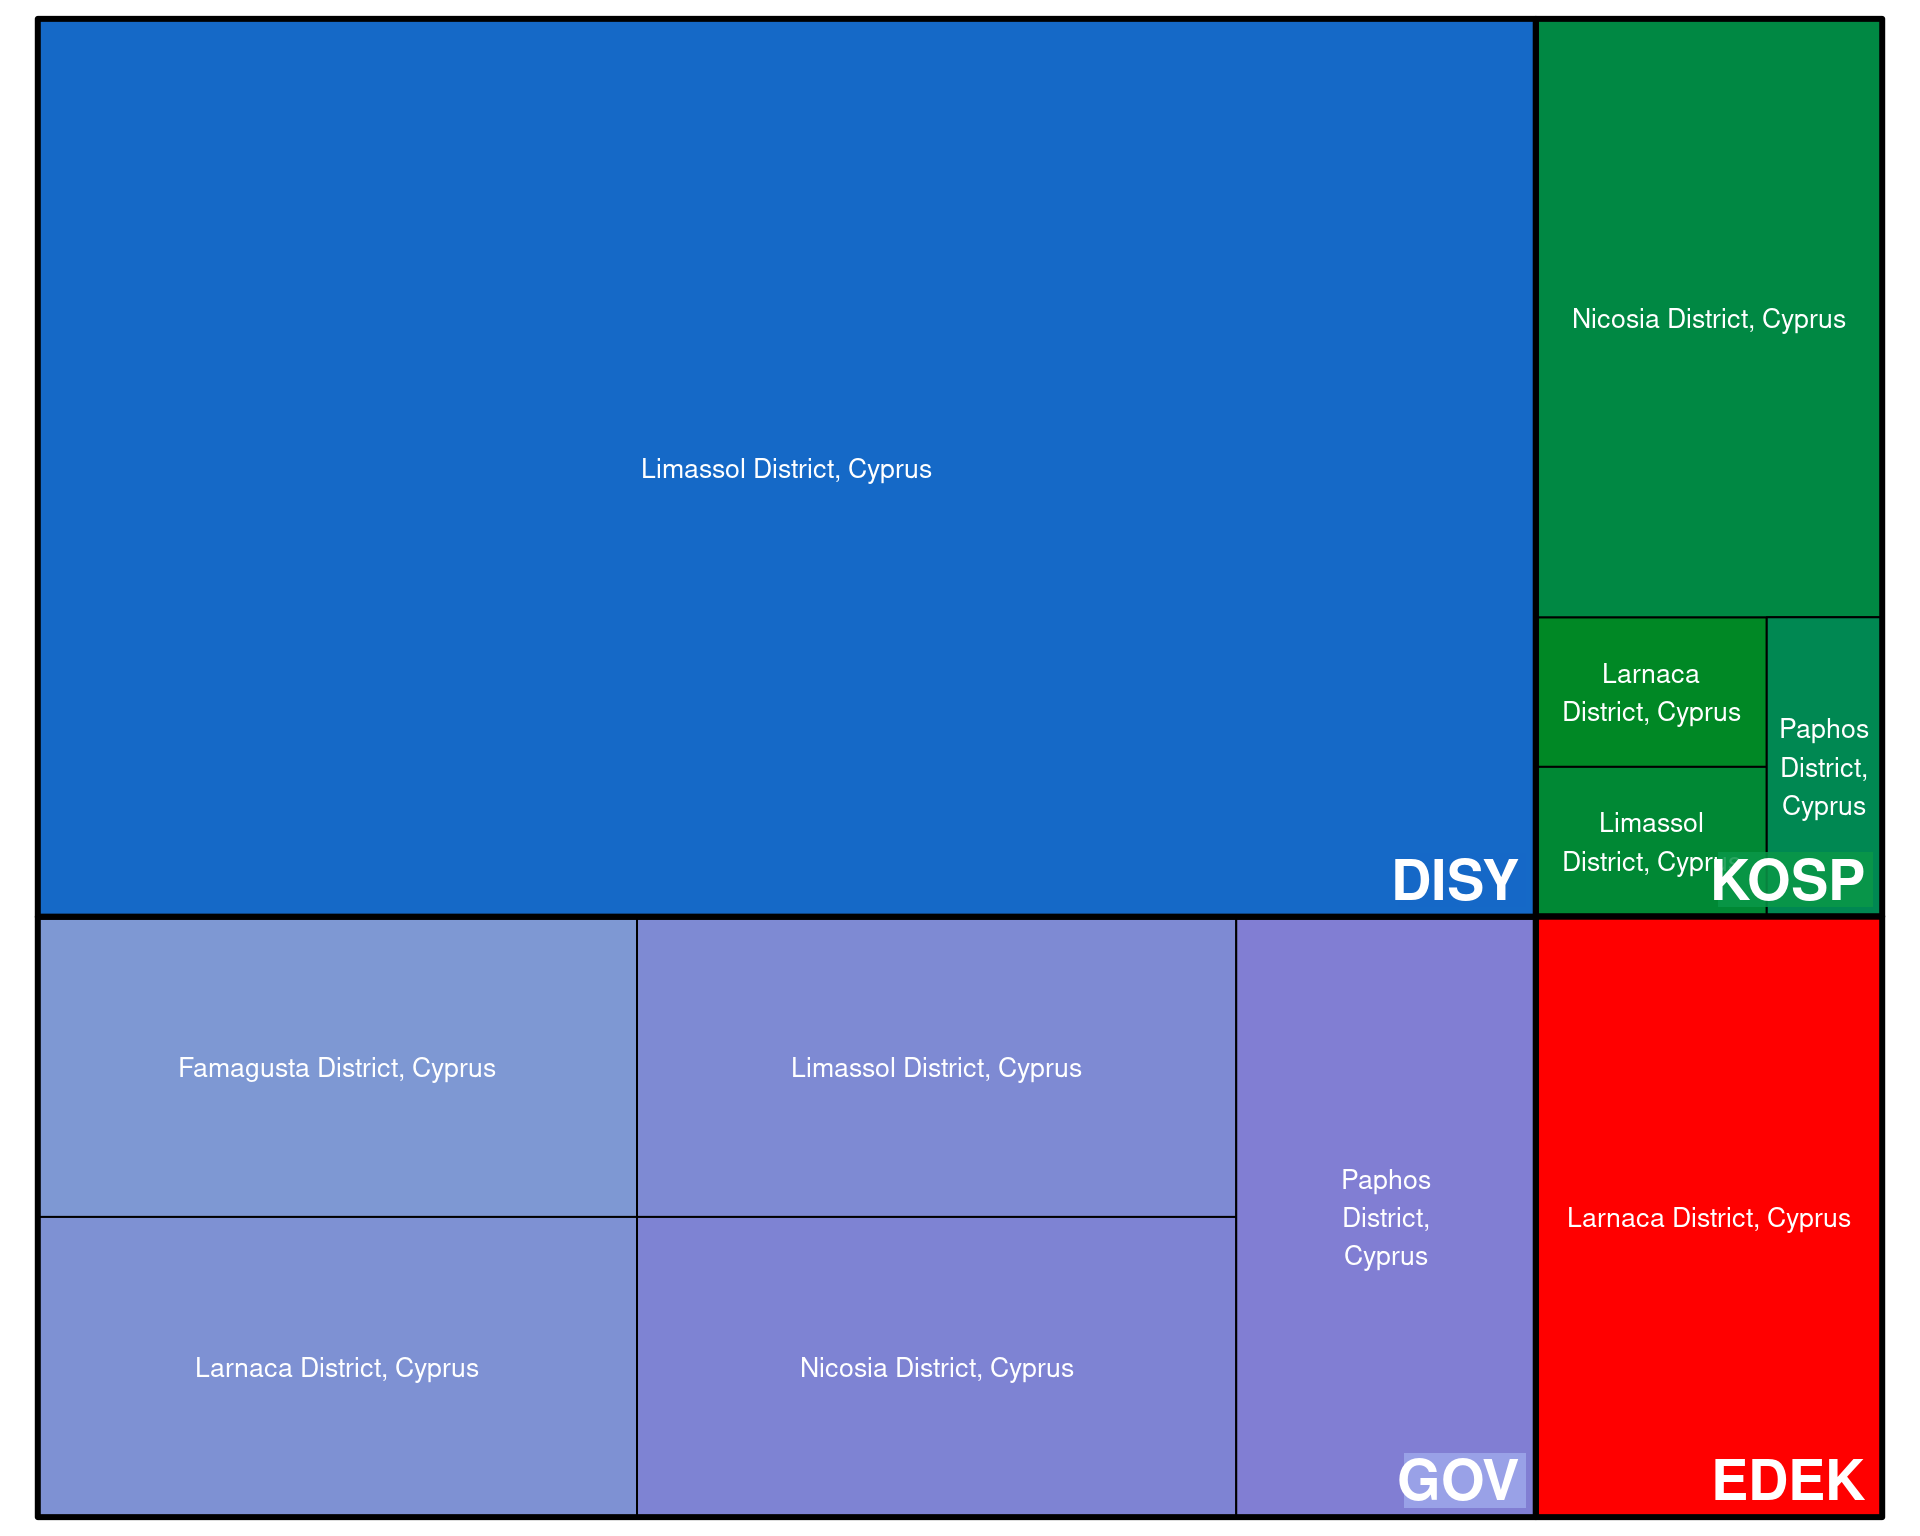 Limassol District, Cyprus
DISY
Nicosia District, Cyprus
Larnaca
District, Cyprus
Limassol
District, Cyprus
Paphos
District,
Cyprus
KOSP
Famagusta District, Cyprus
Limassol District, Cyprus
Larnaca District, Cyprus
Nicosia District, Cyprus
Paphos
District,
Cyprus
GOV
Larnaca District, Cyprus
EDEK